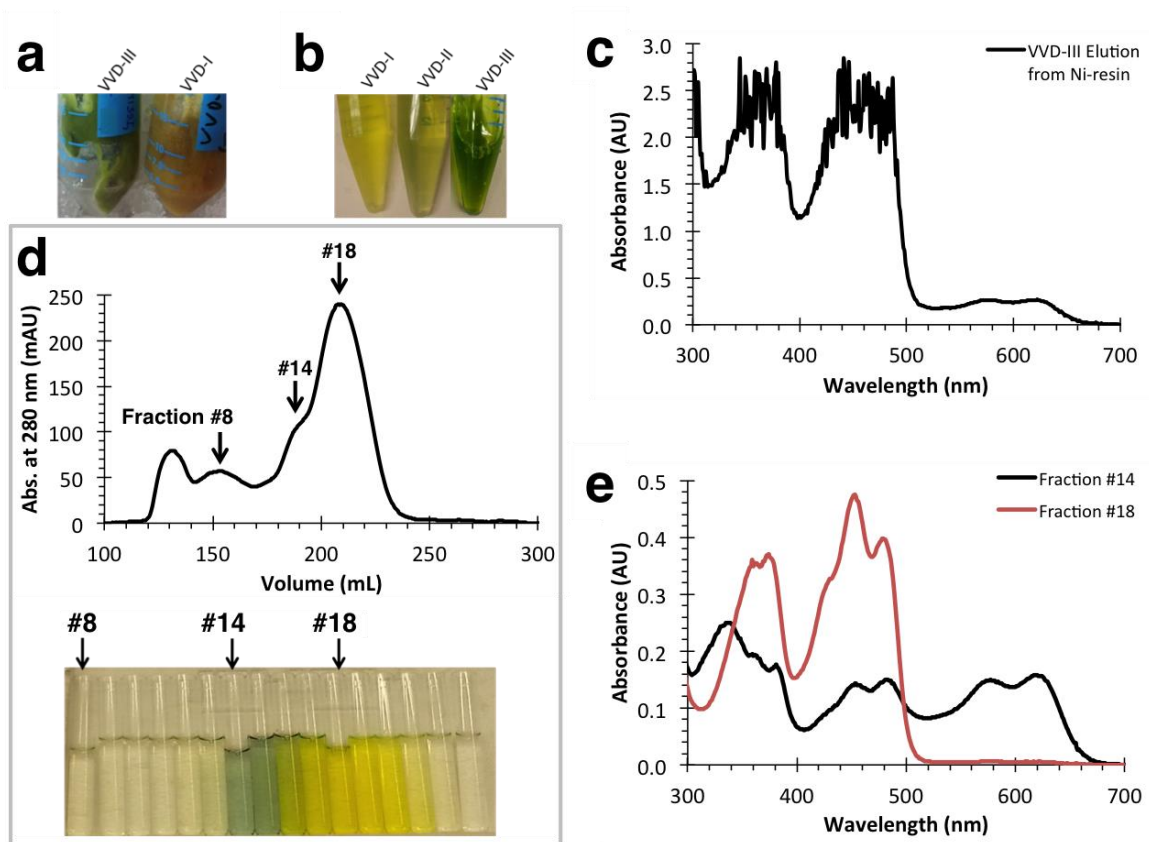 a
VVD-III
VVD-I
b
VVD-I
VVD-II
VVD-III
c
3.0
2.5
2.0
1.5
1.0
0.5
0.0
Absorbance (AU)
300
400
500
600
700
Wavelength (nm)
VVD-III Elution
from Ni-resin
d
250
200
150
100
50
0
Abs. at 280 nm (mAU)
Fraction #8
#14
#18
100
150
200
250
300
Volume (mL)
#8
#14
#18
e
0.5
0.4
0.3
0.2
0.1
0.0
Absorbance (AU)
300
400
500
600
700
Wavelength (nm)
Fraction #14
Fraction #18